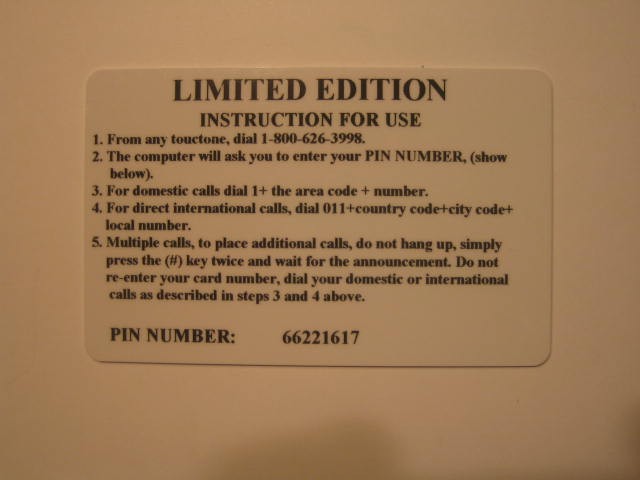 LIMITED EDITION
INSTRUCTION FOR USE
1. From any touctone, dial 1-800-626-3998.
2. The computer will ask you to enter your PIN NUMBER, (show
below).
3. For domestic calls dial 1+ the area code + number.
4. For direct international calls, dial 011+country code+city code+
local number.
5. Multiple calls, to place additional calls, do not hang up, simply
press the (#) key twice and wait for the announcement. Do not
re-enter your card number, dial your domestic or international
calls as described in steps 3 and 4 above.
PIN NUMBER: 66221617